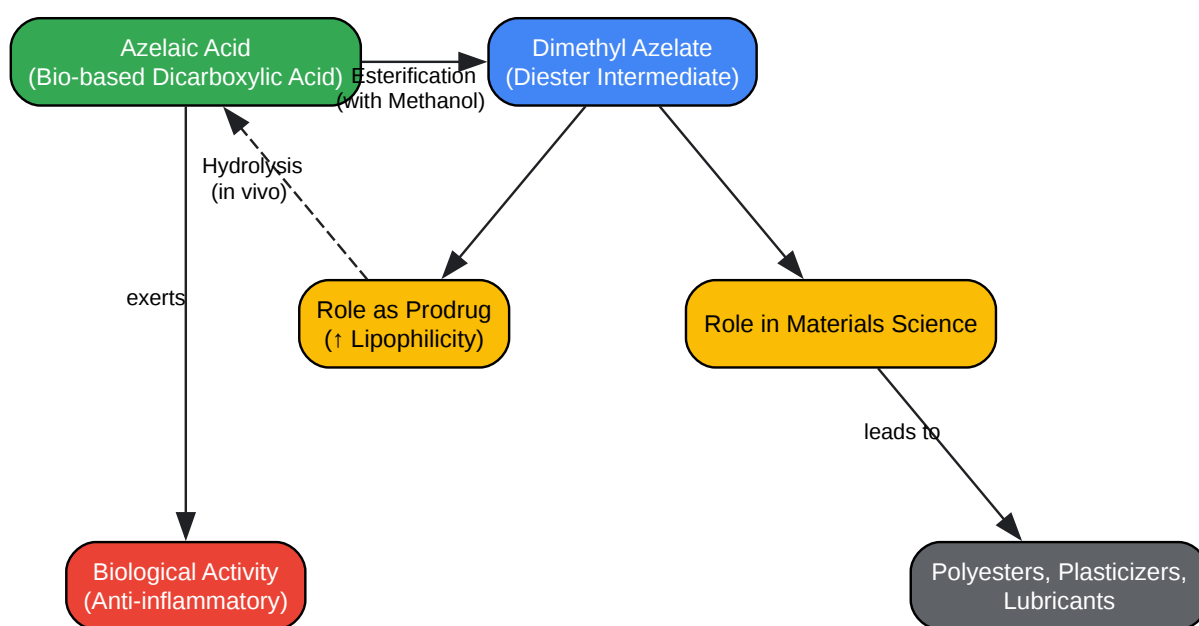 Azelaic Acid
(Bio-based Dicarboxylic Acid)
Esterification
(with Methanol)
Dimethyl Azelate
(Diester Intermediate)
Hydrolysis
(in vivo)
exerts
Role as Prodrug
(↑ Lipophilicity)
Role in Materials Science
leads to
Biological Activity
(Anti-inflammatory)
Polyesters, Plasticizers,
Lubricants